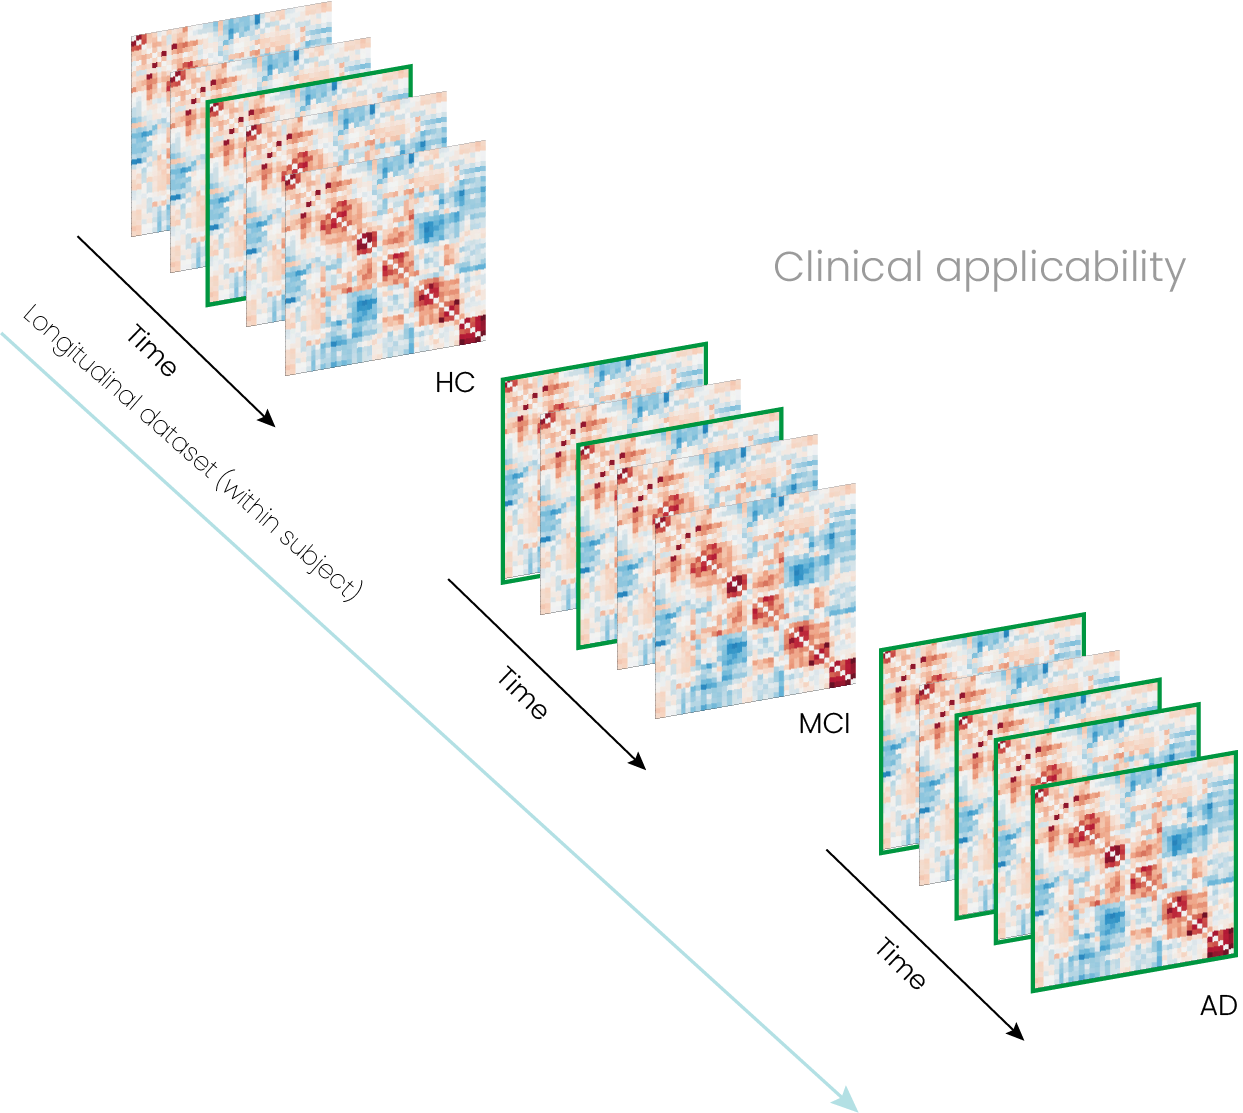 Clinical applicability
Time
Longitudinal dataset (within subject)
HC
Time
MCI
Time
AD